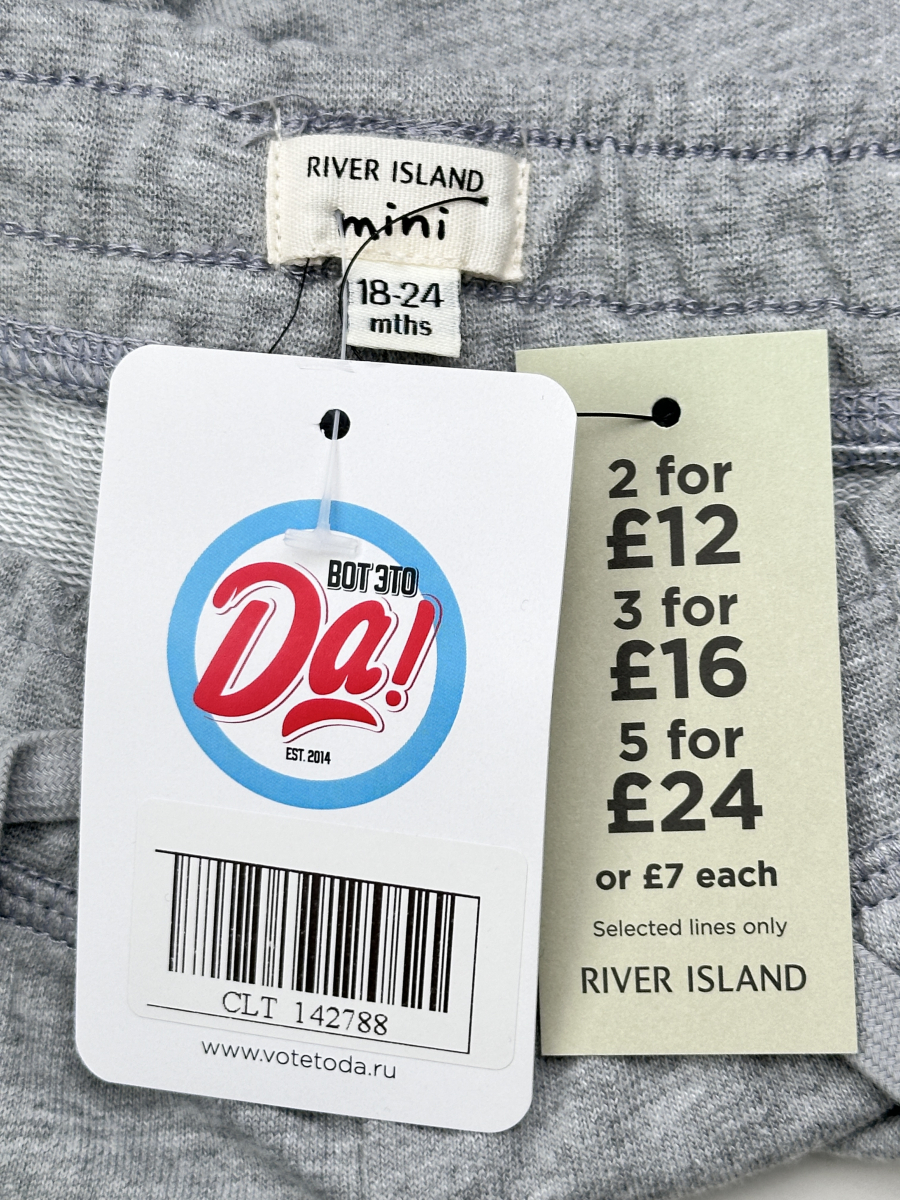 RIVER ISLAND
mini
18-24
mths
ВОТ ЭТО
Да!
EST. 2014
CLT 142788
www.votetoda.ru
2 for
£12
3 for
£16
5 for
£24
or £7 each
Selected lines only
RIVER ISLAND